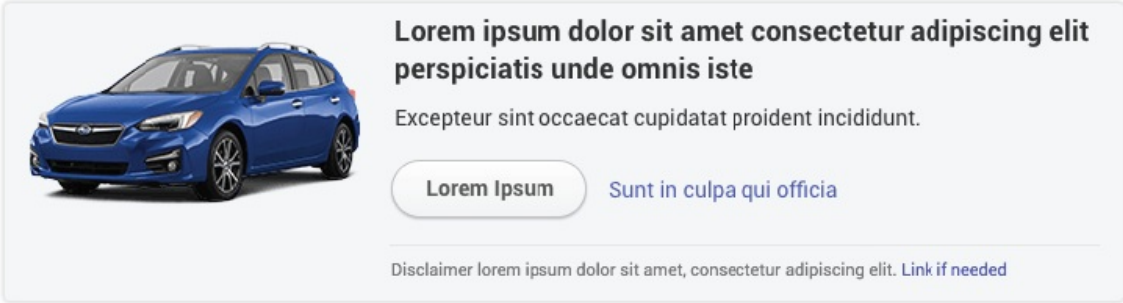 Lorem ipsum dolor sit amet consectetur adipiscing elit
perspiciatis unde omnis iste
Excepteur sint occaecat cupidatat proident incididunt.
Lorem Ipsum
Sunt in culpa qui officia
Disclaimer lorem ipsum dolor sit amet, consectetur adipiscing elit. Link if needed